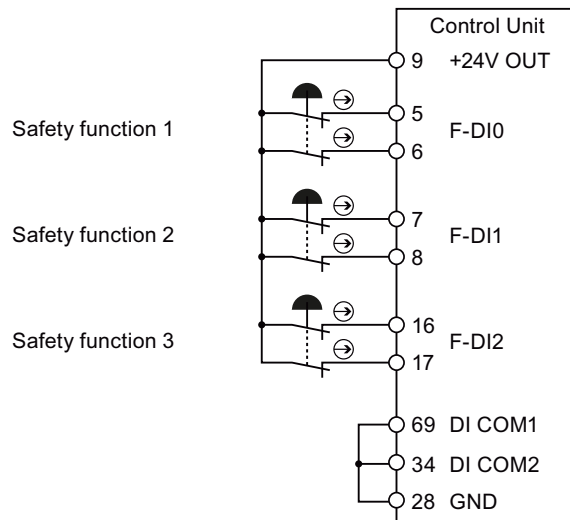 Control Unit
9 +24V OUT
Safety function 1
5
F-DI0
6
Safety function 2
7
F-DI1
8
Safety function 3
16
F-DI2
17
69 DI COM1
34 DI COM2
28 GND